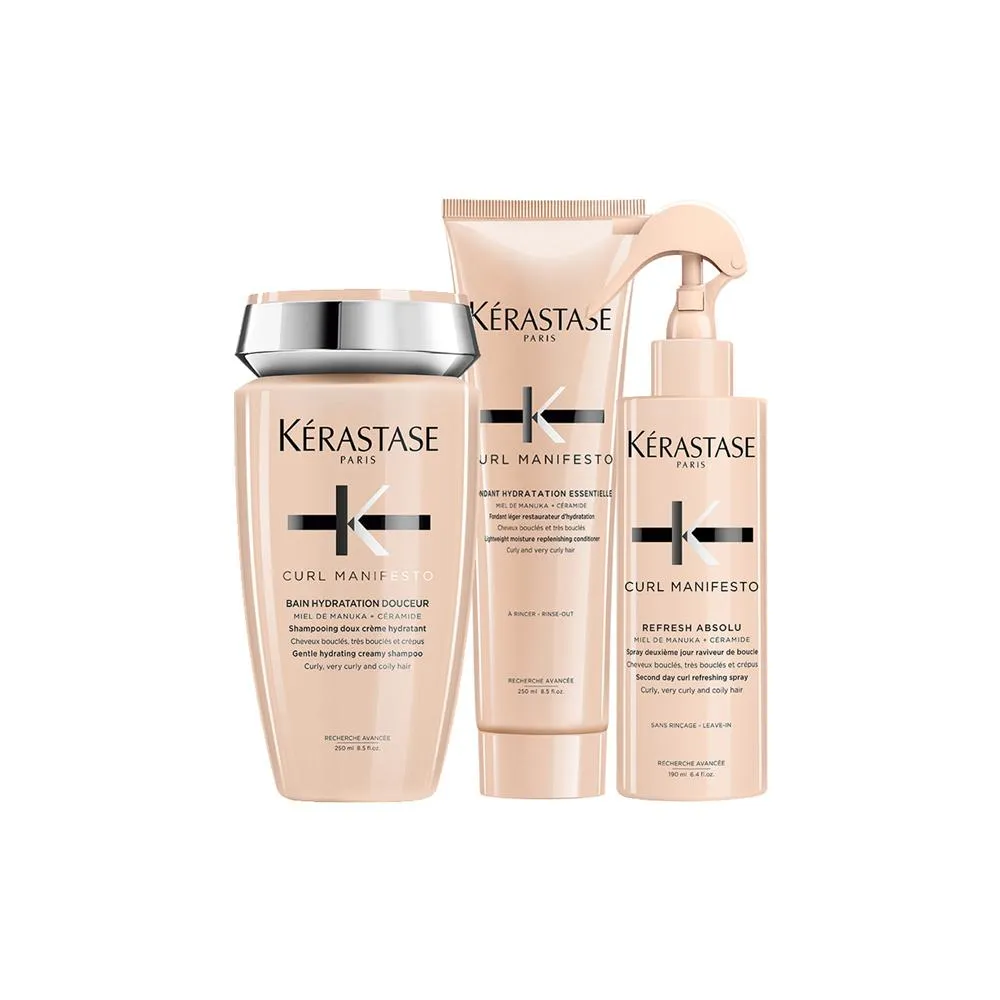 KÉRASTASE
PARIS
CURL MANIFESTO
BAIN HYDRATATION DOUCEUR
MIEL DE MANUKA + CÉRAMIDE
Shampooing doux crème hydratant
Cheveux bouclés, très bouclés et crépus
Gentle hydrating creamy shampoo
Curly, very curly and coily hair
RECHERCHE AVANCÉE
250 ml 8.5 fl.oz.
KÉRASTASE
PARIS
URL MANIFESTO
NDANT HYDRATATION ESSENTIELLE
MIEL DE MANUKA + CÉRAMIDE
Fondant léger restaurateur d'hydratation
Cheveux bouclés et très bouclés
Lightweight moisture replenishing conditioner
Curly and very curly hair
À RINCER - RINSE-OUT
RECHERCHE AVANCÉE
250 ml 8.5 fl.oz.
KÉRASTASE
PARIS
CURL MANIFESTO
REFRESH ABSOLU
MIEL DE MANUKA + CÉRAMIDE
Spray deuxième jour raviveur de boucle
Cheveux bouclés, très bouclés et crépus
Second day curl refreshing spray
Curly, very curly and coily hair
SANS RINÇAGE - LEAVE-IN
RECHERCHE AVANCÉE
190 ml 6.4 fl.oz.